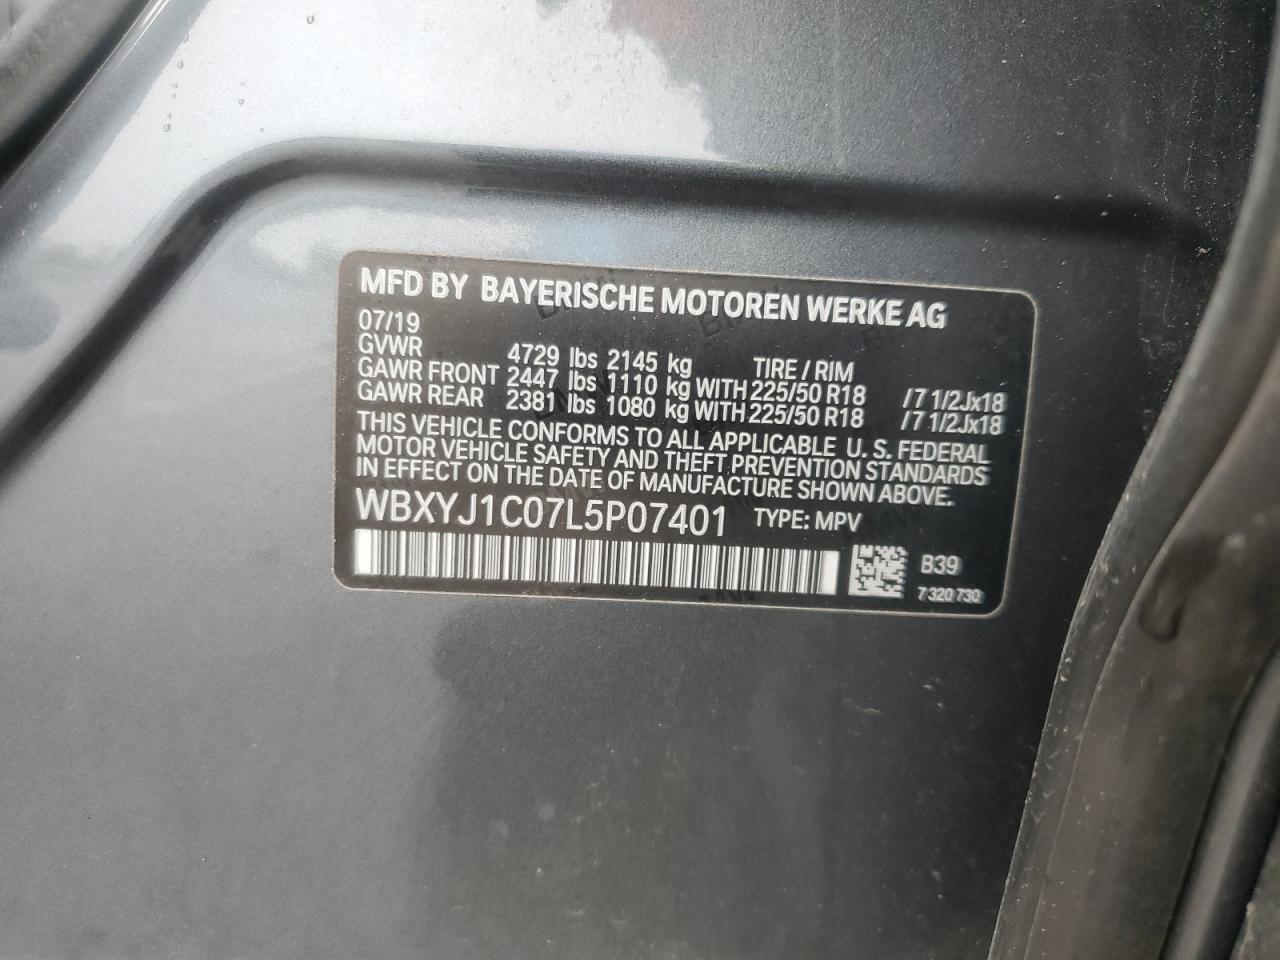 MFD BY BAYERISCHE MOTOREN WERKE AG
07/19
GVWR 4729 lbs 2145 kg TIRE / RIM
GAWR FRONT 2447 lbs 1110 kg WITH 225/50 R18 /7 1/2Jx18
GAWR REAR 2381 lbs 1080 kg WITH 225/50 R18 /7 1/2Jx18
THIS VEHICLE CONFORMS TO ALL APPLICABLE U. S. FEDERAL
MOTOR VEHICLE SAFETY AND THEFT PREVENTION STANDARDS
IN EFFECT ON THE DATE OF MANUFACTURE SHOWN ABOVE.
WBXYJ1C07L5P07401 TYPE: MPV
B39
7 320 730